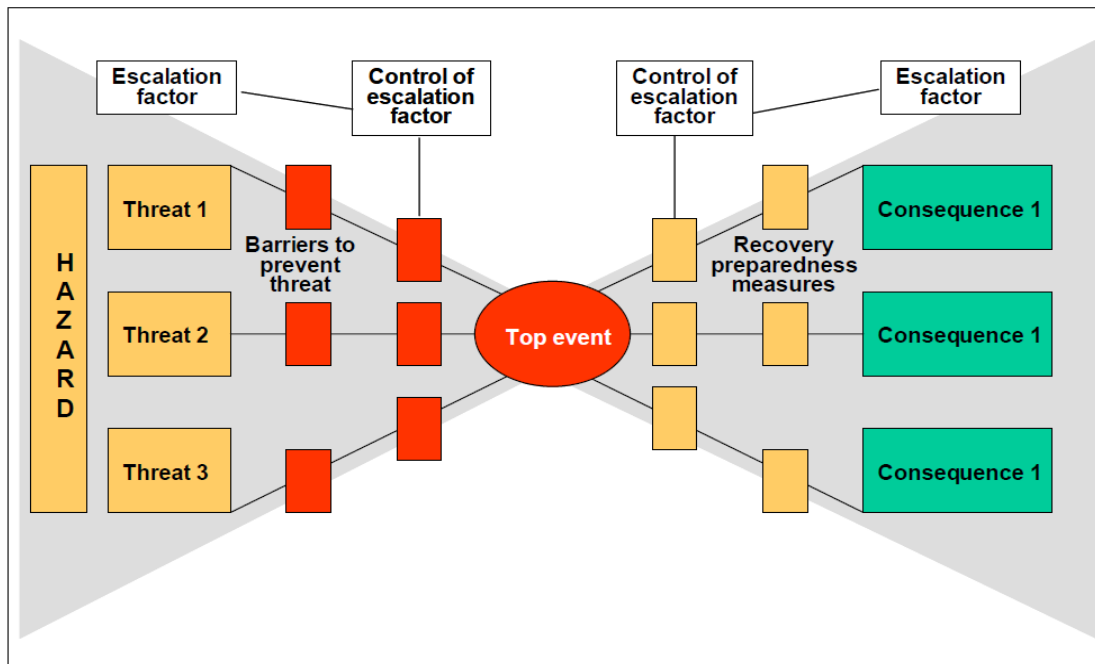 Escalation
factor
Control of
escalation
factor
Control of
escalation
factor
Escalation
factor
HAZARD
Threat 1
Barriers to
prevent
threat
Recovery
preparedness
measures
Consequence 1
Threat 2
Top event
Consequence 1
Threat 3
Consequence 1